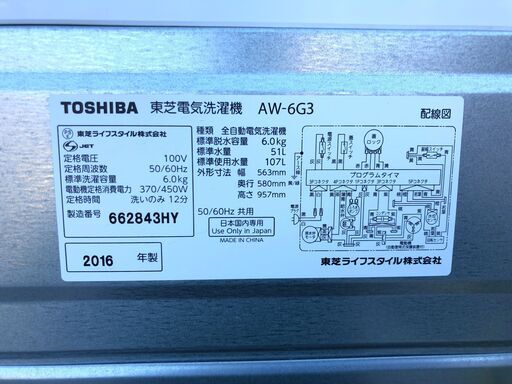 TOSHIBA 東芝電気洗濯機 AW-6G3 配線図
東芝ライフスタイル株式会社
JET
定格電圧 100V
定格周波数 50/60Hz
標準洗濯容量 6.0kg
電動機定格消費電力 370/450W
定格時間 洗いのみ 12分
製造番号 662843HY
2016 年製
種類 全自動電気洗濯機
標準脱水容量 6.0kg
標準水量 51L
標準使用水量 107L
外形寸法 幅 563mm
奥行 580mm
高さ 957mm
50/60Hz 共用
日本国内専用
Use Only in Japan
MADE IN CHINA
蓋
ロック
プログラムタイマ
東芝ライフスタイル株式会社